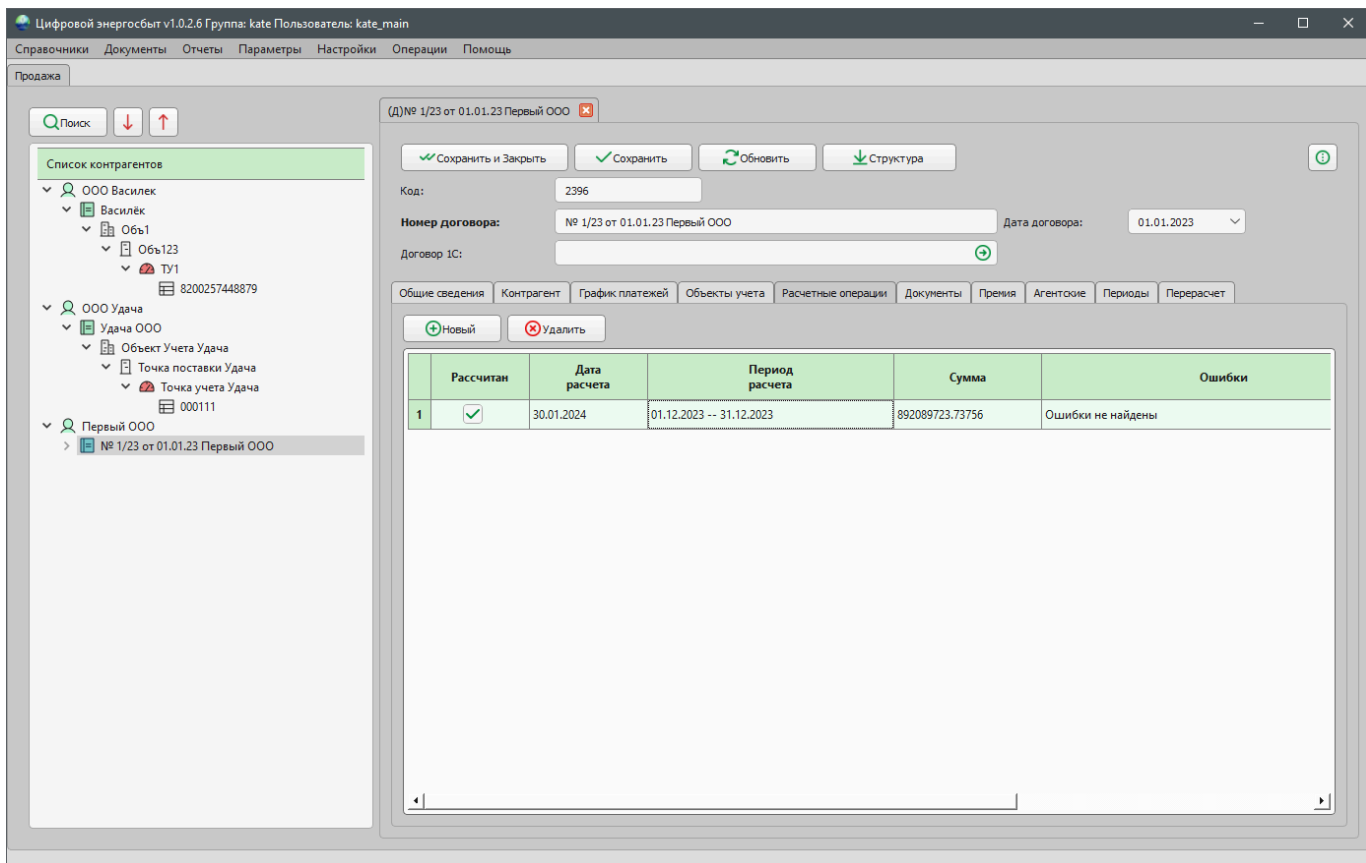 Цифровой энергосбыт v1.0.2.6 Группа: kate Пользователь: kate_main
Справочники Документы Отчеты Параметры Настройки Операции Помощь
Продажа
Поиск
Список контрагентов
ООО Василек
Василёк
Объ1
Объ123
ТУ1
8200257448879
ООО Удача
Удача ООО
Объект Учета Удача
Точка поставки Удача
Точка учета Удача
000111
Первый ООО
№ 1/23 от 01.01.23 Первый ООО
(Д)№ 1/23 от 01.01.23 Первый ООО
Сохранить и Закрыть Сохранить Обновить Структура
Код: 2396
Номер договора: № 1/23 от 01.01.23 Первый ООО Дата договора: 01.01.2023
Договор 1С:
Общие сведения Контрагент График платежей Объекты учета Расчетные операции Документы Премия Агентские Периоды Перерасчет
Новый Удалить
Рассчитан Дата расчета Период расчета Сумма Ошибки
1 30.01.2024 01.12.2023 -- 31.12.2023 892089723.73756 Ошибки не найдены